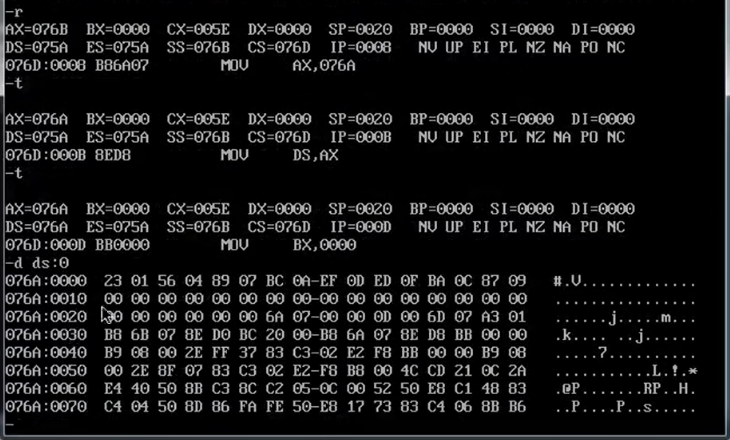 -r
AX=076B  BX=0000  CX=005E  DX=0000  SP=0020  BP=0000  SI=0000  DI=0000
DS=075A  ES=075A  SS=076B  CS=076D  IP=0008   NV UP EI PL NZ NA PO NC
076D:0008 B86A07        MOV     AX,076A
-t

AX=076A  BX=0000  CX=005E  DX=0000  SP=0020  BP=0000  SI=0000  DI=0000
DS=075A  ES=075A  SS=076B  CS=076D  IP=000B   NV UP EI PL NZ NA PO NC
076D:000B 8ED8          MOV     DS,AX
-t

AX=076A  BX=0000  CX=005E  DX=0000  SP=0020  BP=0000  SI=0000  DI=0000
DS=076A  ES=075A  SS=076B  CS=076D  IP=000D   NV UP EI PL NZ NA PO NC
076D:000D BB0000        MOV     BX,0000
-d ds:0
076A:0000  23 01 56 04 89 07 BC 0A-EF 0D ED 0F BA 0C 87 09   #.V.............
076A:0010  00 00 00 00 00 00 00 00-00 00 00 00 00 00 00 00   ................
076A:0020  00 00 00 00 00 00 6A 07-00 00 0D 00 6D 07 A3 01   ......j.....m...
076A:0030  B8 6B 07 8E D0 BC 20 00-B8 6A 07 8E D8 BB 00 00   .k.... ..j......
076A:0040  B9 08 00 2E FF 37 83 C3-02 E2 F8 BB 00 00 B9 08   .....7..........
076A:0050  00 2E 8F 07 83 C3 02 E2-F8 B8 00 4C CD 21 0C 2A   ...........L.!.*
076A:0060  E4 40 50 8B C3 8C C2 05-0C 00 52 50 E8 C1 48 83   .@P.......RP..H.
076A:0070  C4 04 50 8D 86 FA FE 50-E8 17 73 83 C4 06 8B B6   ..P....P..s.....
-